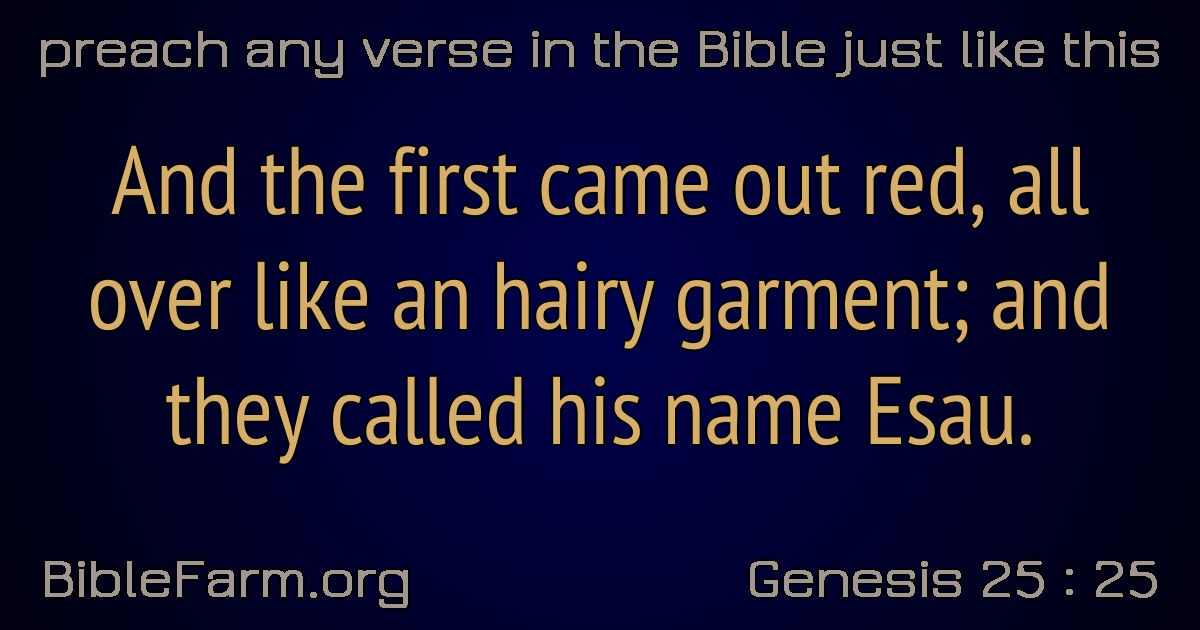 preach any verse in the Bible just like this
And the first came out red, all
over like an hairy garment; and
they called his name Esau.
BibleFarm.org
Genesis 25 : 25